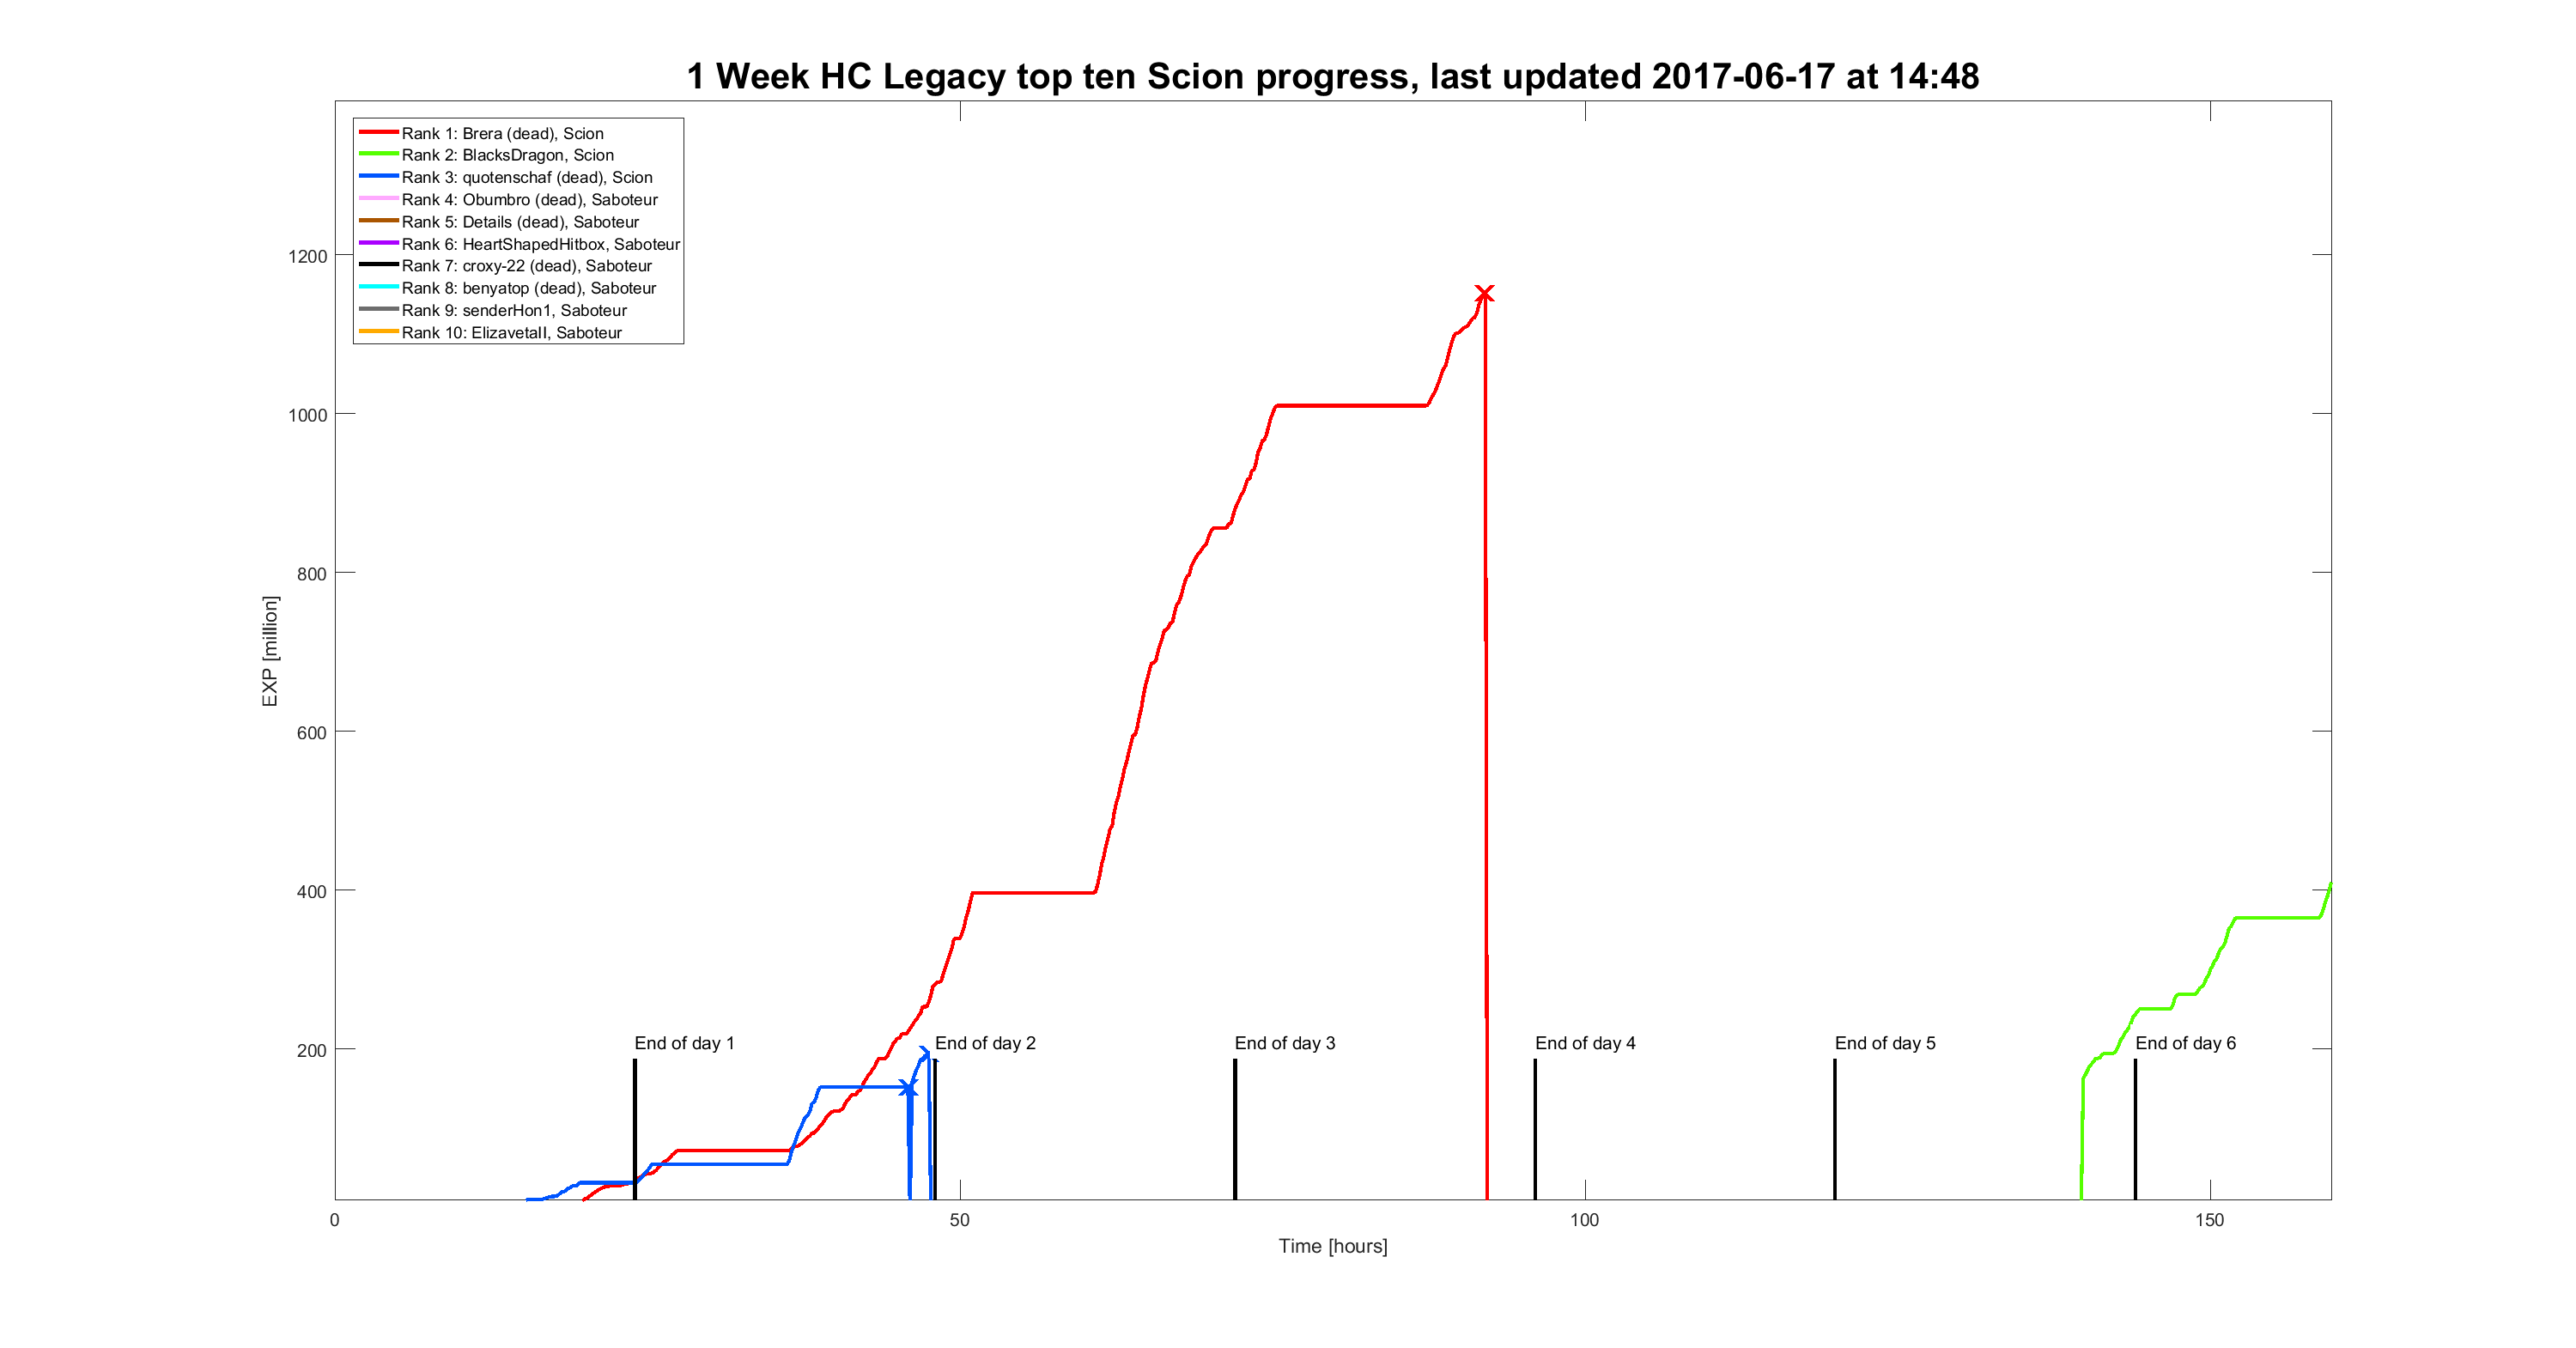 1 Week HC Legacy top ten Scion progress, last updated 2017-06-17 at 14:48
Rank 1: Brera (dead), Scion
Rank 2: BlacksDragon, Scion
Rank 3: quotenschaf (dead), Scion
Rank 4: Obumbro (dead), Saboteur
Rank 5: Details (dead), Saboteur
Rank 6: HeartShapedHitbox, Saboteur
Rank 7: croxy-22 (dead), Saboteur
Rank 8: benyatop (dead), Saboteur
Rank 9: senderHon1, Saboteur
Rank 10: ElizavetaII, Saboteur
1200
1000
800
600
400
200
EXP [million]
End of day 1
End of day 2
End of day 3
End of day 4
End of day 5
End of day 6
0
50
100
150
Time [hours]